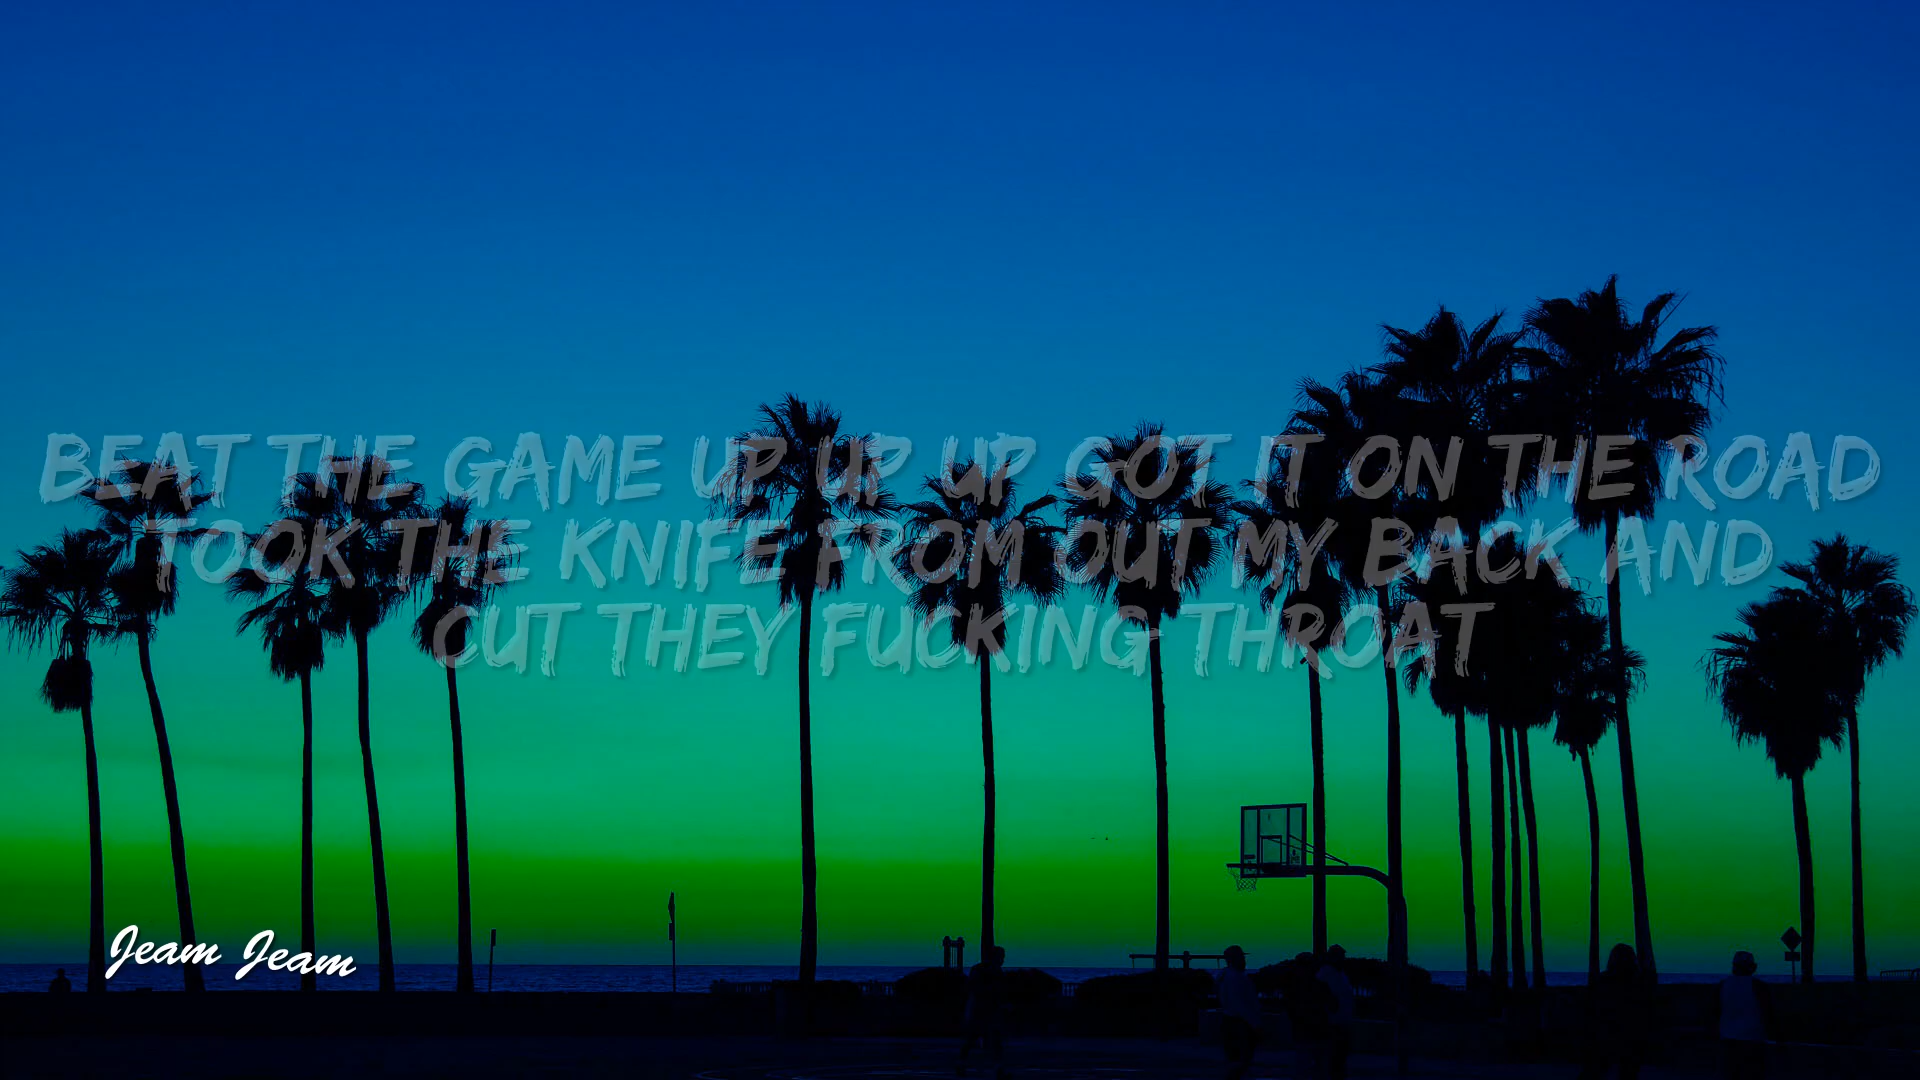 BEAT THE GAME UP UP UP GOT IT ON THE ROAD
TOOK THE KNIFE FROM OUT MY BACK AND
CUT THEY FUCKING THROAT
Jeam Jeam